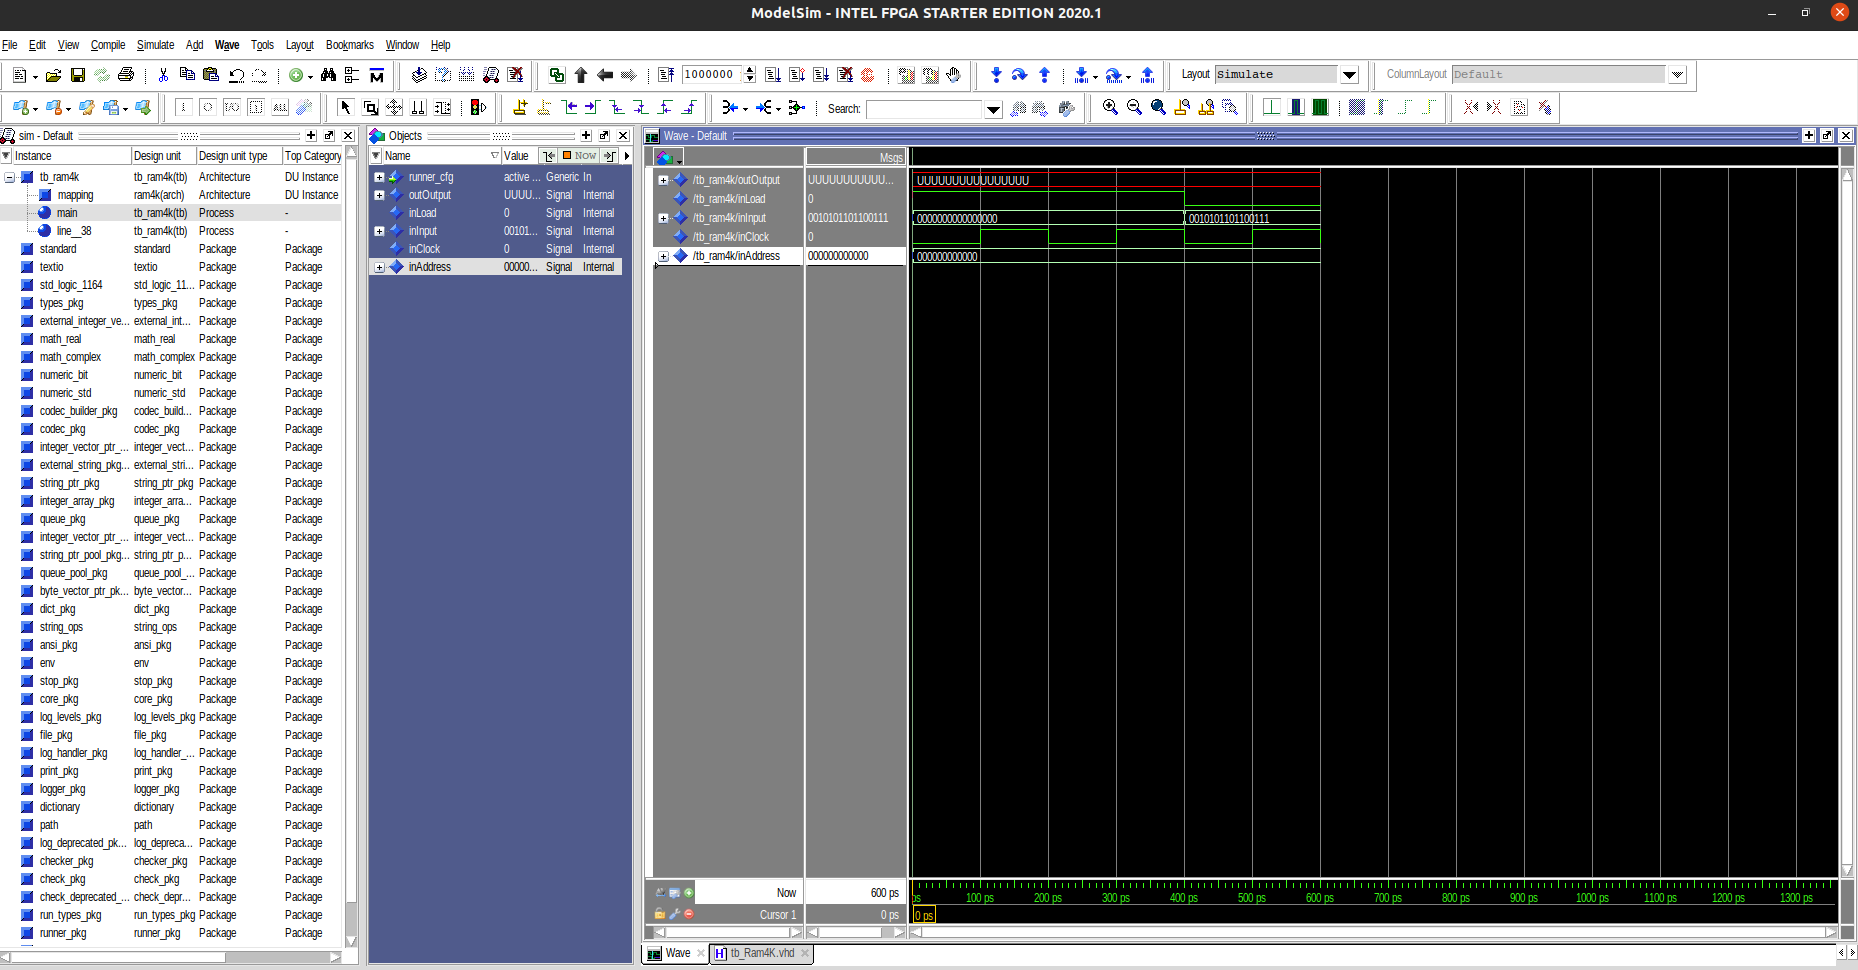 ModelSim - INTEL FPGA STARTER EDITION 2020.1
File Edit View Compile Simulate Add Wave Tools Layout Bookmarks Window Help
1000000
Layout Simulate
ColumnLayout Default
Search:
sim - Default
Instance Design unit Design unit type Top Category
tb_ram4k tb_ram4k(tb) Architecture DU Instance
mapping ram4k(arch) Architecture DU Instance
main tb_ram4k(tb) Process -
line__38 tb_ram4k(tb) Process -
standard standard Package Package
textio textio Package Package
std_logic_1164 std_logic_11... Package Package
types_pkg types_pkg Package Package
external_integer_ve... external_int... Package Package
math_real math_real Package Package
math_complex math_complex Package Package
numeric_bit numeric_bit Package Package
numeric_std numeric_std Package Package
codec_builder_pkg codec_build... Package Package
codec_pkg codec_pkg Package Package
integer_vector_ptr_... integer_vect... Package Package
external_string_pkg... external_stri... Package Package
string_ptr_pkg string_ptr_pkg Package Package
integer_array_pkg integer_arra... Package Package
queue_pkg queue_pkg Package Package
integer_vector_ptr_... integer_vect... Package Package
string_ptr_pool_pkg... string_ptr_p... Package Package
queue_pool_pkg queue_pool_... Package Package
byte_vector_ptr_pk... byte_vector... Package Package
dict_pkg dict_pkg Package Package
string_ops string_ops Package Package
ansi_pkg ansi_pkg Package Package
env env Package Package
stop_pkg stop_pkg Package Package
core_pkg core_pkg Package Package
log_levels_pkg log_levels_pkg Package Package
file_pkg file_pkg Package Package
log_handler_pkg log_handler_... Package Package
print_pkg print_pkg Package Package
logger_pkg logger_pkg Package Package
dictionary dictionary Package Package
path path Package Package
log_deprecated_pk... log_depreca... Package Package
checker_pkg checker_pkg Package Package
check_pkg check_pkg Package Package
check_deprecated_... check_depr... Package Package
run_types_pkg run_types_pkg Package Package
runner_pkg runner_pkg Package Package
Objects
Name Value Now
runner_cfg active ... Generic In
outOutput UUUU... Signal Internal
inLoad 0 Signal Internal
inInput 00101... Signal Internal
inClock 0 Signal Internal
inAddress 00000... Signal Internal
Wave - Default
Msgs
/tb_ram4k/outOutput UUUUUUUUUUU... UUUUUUUUUUUUUUUU
/tb_ram4k/inLoad 0
/tb_ram4k/inInput 0010101101100111 0000000000000000 0010101101100111
/tb_ram4k/inClock 0
/tb_ram4k/inAddress 000000000000 000000000000
Now 600 ps
ps 100 ps 200 ps 300 ps 400 ps 500 ps 600 ps 700 ps 800 ps 900 ps 1000 ps 1100 ps 1200 ps 1300 ps
Cursor 1 0 ps 0 ps
Wave tb_Ram4K.vhd